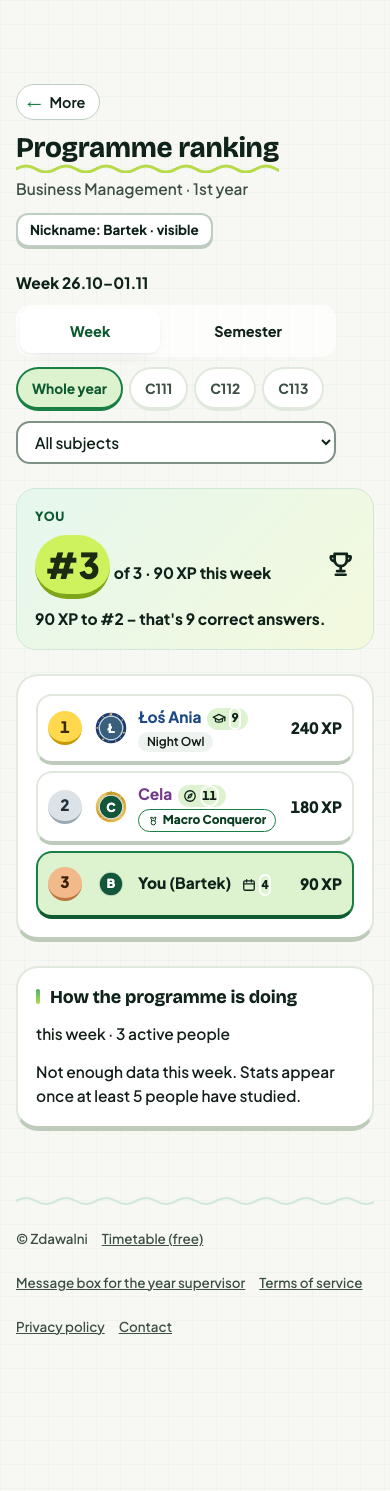 ← More
Programme ranking
Business Management · 1st year
Nickname: Bartek · visible
Week 26.10–01.11
Week Semester
Whole year C111 C112 C113
All subjects
YOU
#3 of 3 · 90 XP this week
90 XP to #2 – that's 9 correct answers.
1 Ł Łoś Ania 9 240 XP
Night Owl
2 C Cela 11 180 XP
Macro Conqueror
3 B You (Bartek) 4 90 XP
How the programme is doing
this week · 3 active people
Not enough data this week. Stats appear
once at least 5 people have studied.
© Zdawalni Timetable (free)
Message box for the year supervisor Terms of service
Privacy policy Contact